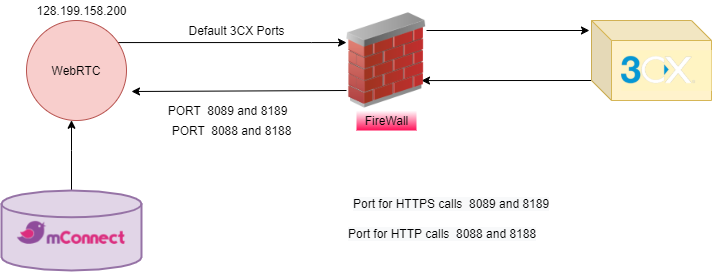 128.199.158.200
Default 3CX Ports
WebRTC
3CX
PORT 8089 and 8189
FireWall
PORT 8088 and 8188
Port for HTTPS calls 8089 and 8189
mConnect
Port for HTTP calls 8088 and 8188